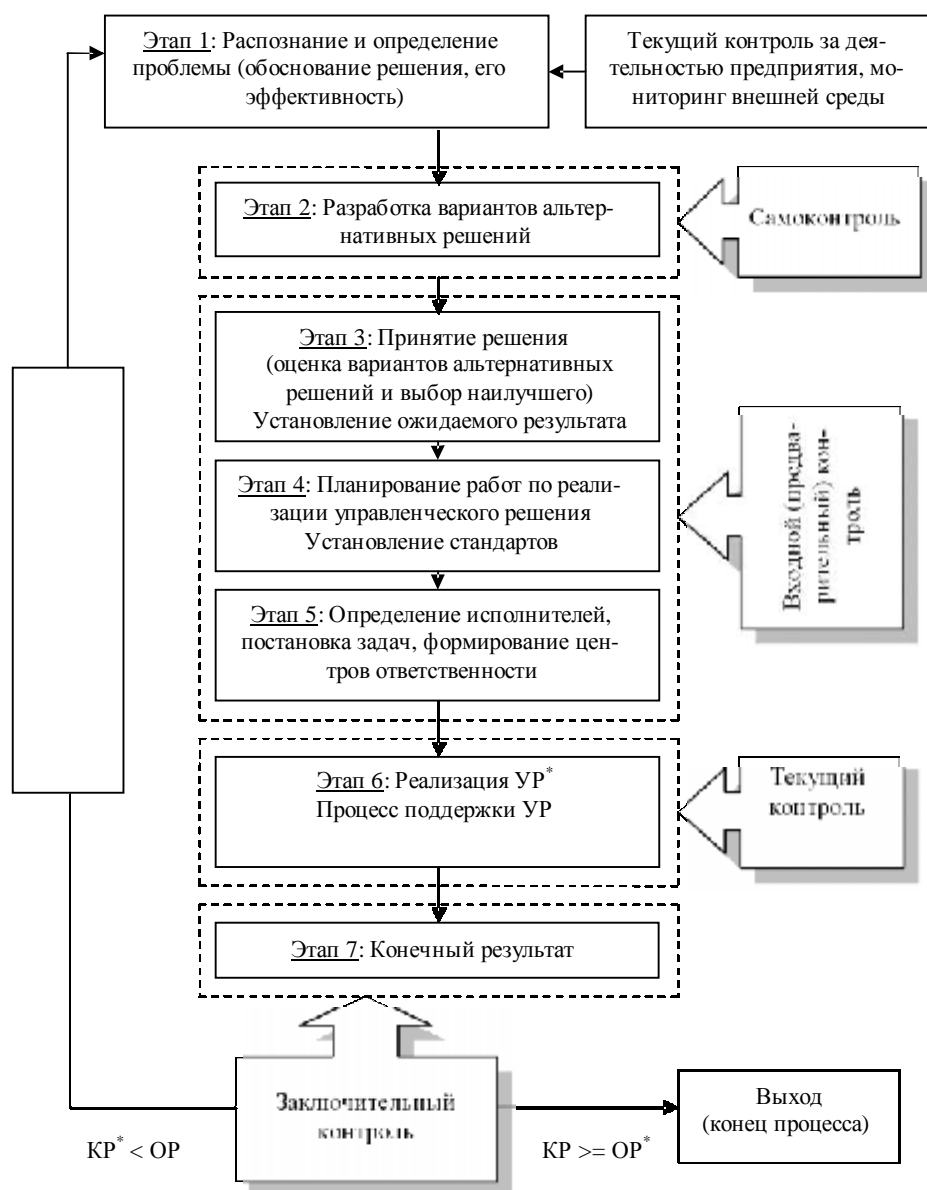 Этап 1: Распознание и определение
проблемы (обоснование решения, его
эффективность)
Текущий контроль за дея-
тельностью предприятия, мо-
ниторинг внешней среды
Этап 2: Разработка вариантов альтер-
нативных решений
Самоконтроль
Этап 3: Принятие решения
(оценка вариантов альтернативных
решений и выбор наилучшего)
Установление ожидаемого результата
Этап 4: Планирование работ по реали-
зации управленческого решения
Установление стандартов
Этап 5: Определение исполнителей,
постановка задач, формирование цен-
тров ответственности
Входной (предва-
рительный) кон-
троль
Этап 6: Реализация УР*
Процесс поддержки УР
Текущий
контроль
Этап 7: Конечный результат
Заключительный
контроль
Выход
(конец процесса)
КР* < ОР
КР >= ОР*